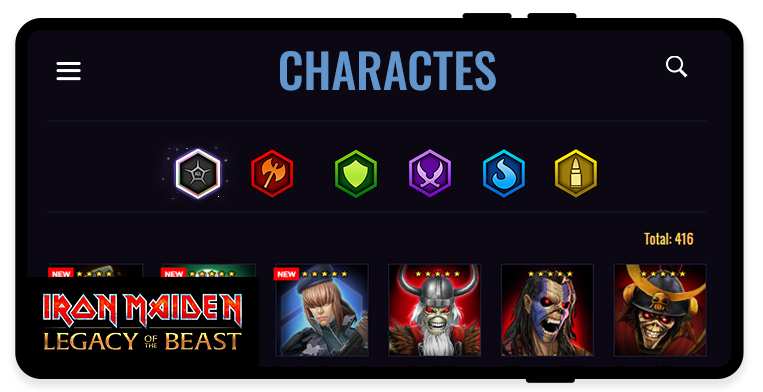 CHARACTES
Total: 416
NEW
NEW
NEW
IRON MAIDEN
LEGACY OF THE BEAST